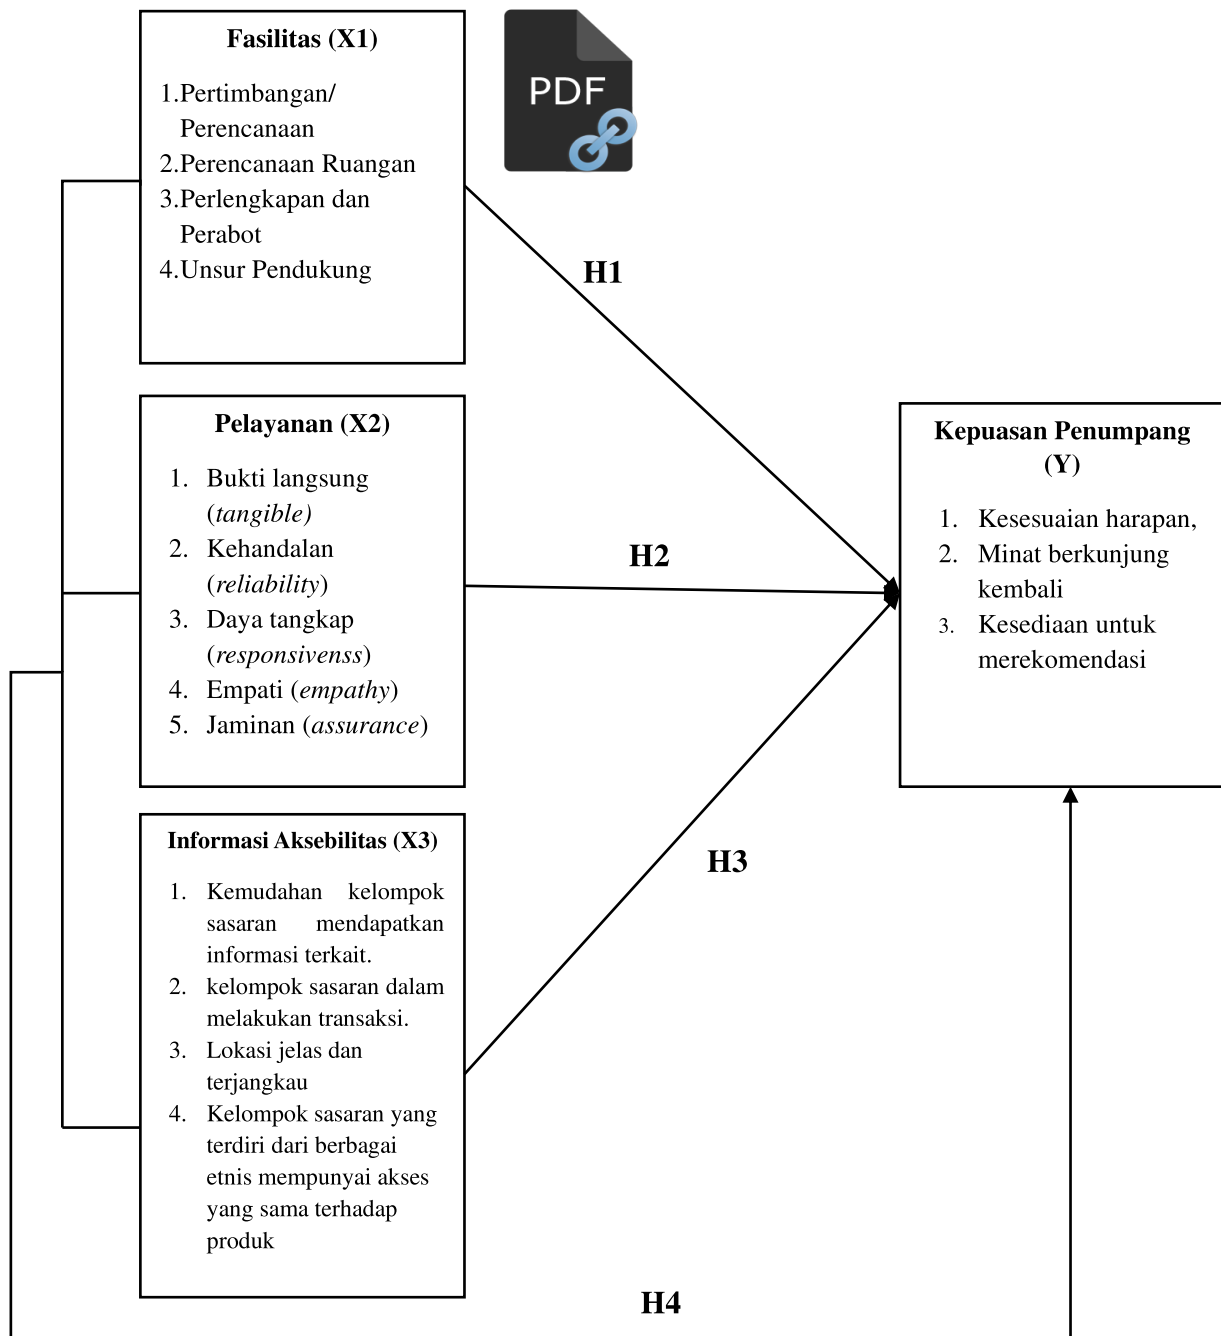 Fasilitas (X1)
1.Pertimbangan/
Perencanaan
2.Perencanaan Ruangan
3.Perlengkapan dan
Perabot
4.Unsur Pendukung
PDF
H1
Pelayanan (X2)
1. Bukti langsung
(tangible)
2. Kehandalan
(reliability)
3. Daya tangkap
(responsivenss)
4. Empati (empathy)
5. Jaminan (assurance)
H2
Kepuasan Penumpang
(Y)
1. Kesesuaian harapan,
2. Minat berkunjung
kembali
3. Kesediaan untuk
merekomendasi
Informasi Aksebilitas (X3)
1. Kemudahan kelompok
sasaran mendapatkan
informasi terkait.
2. kelompok sasaran dalam
melakukan transaksi.
3. Lokasi jelas dan
terjangkau
4. Kelompok sasaran yang
terdiri dari berbagai
etnis mempunyai akses
yang sama terhadap
produk
H3
H4